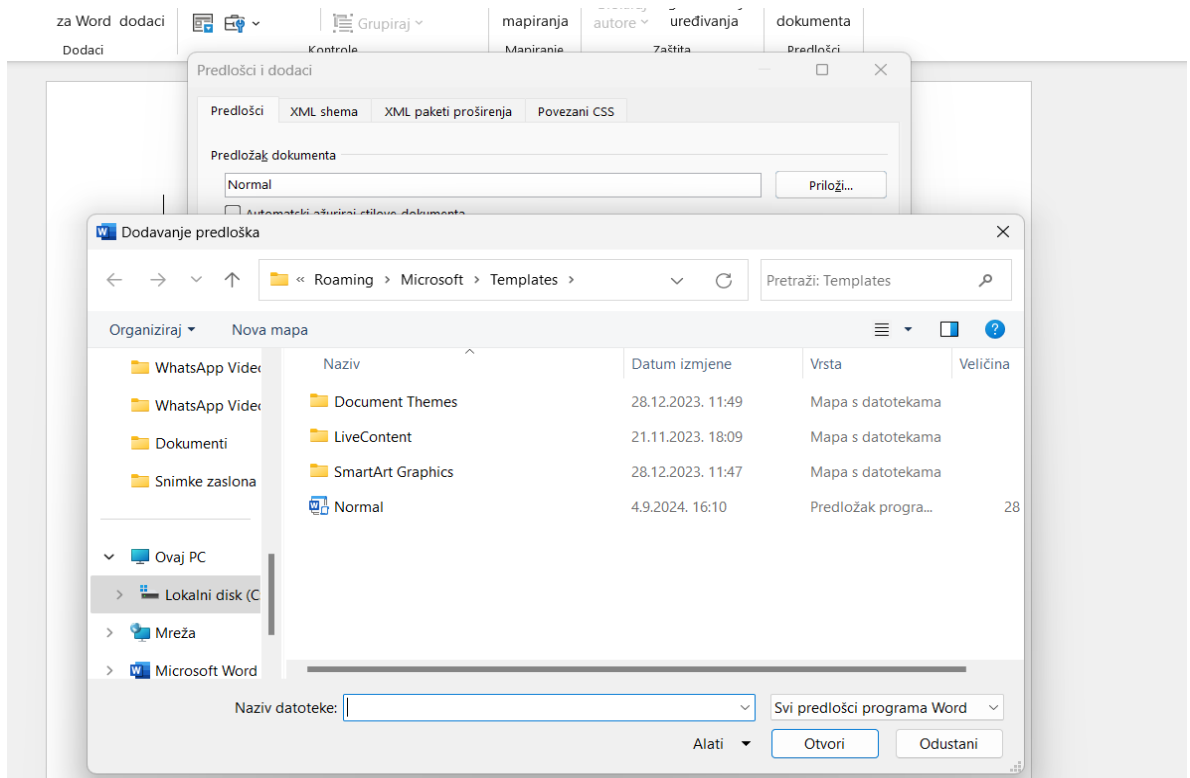 za Word dodaci
Grupiraj
mapiranja
autore
uređivanja
dokumenta
Dodaci
Kontrole
Mapiranje
Zaštita
Predlošci
Predlošci i dodaci
Predlošci
XML shema
XML paketi proširenja
Povezani CSS
Predložak dokumenta
Normal
Priloži...
Automatski ažuriraj stilove dokumenta
Dodavanje predloška
« Roaming > Microsoft > Templates >
Pretraži: Templates
Organiziraj
Nova mapa
WhatsApp Videc
WhatsApp Videc
Dokumenti
Snimke zaslona
Ovaj PC
Lokalni disk (C
Mreža
Microsoft Word
Naziv Datum izmjene Vrsta Veličina
Document Themes 28.12.2023. 11:49 Mapa s datotekama
LiveContent 21.11.2023. 18:09 Mapa s datotekama
SmartArt Graphics 28.12.2023. 11:47 Mapa s datotekama
Normal 4.9.2024. 16:10 Predložak progra... 28
Naziv datoteke:
Svi predlošci programa Word
Alati
Otvori
Odustani